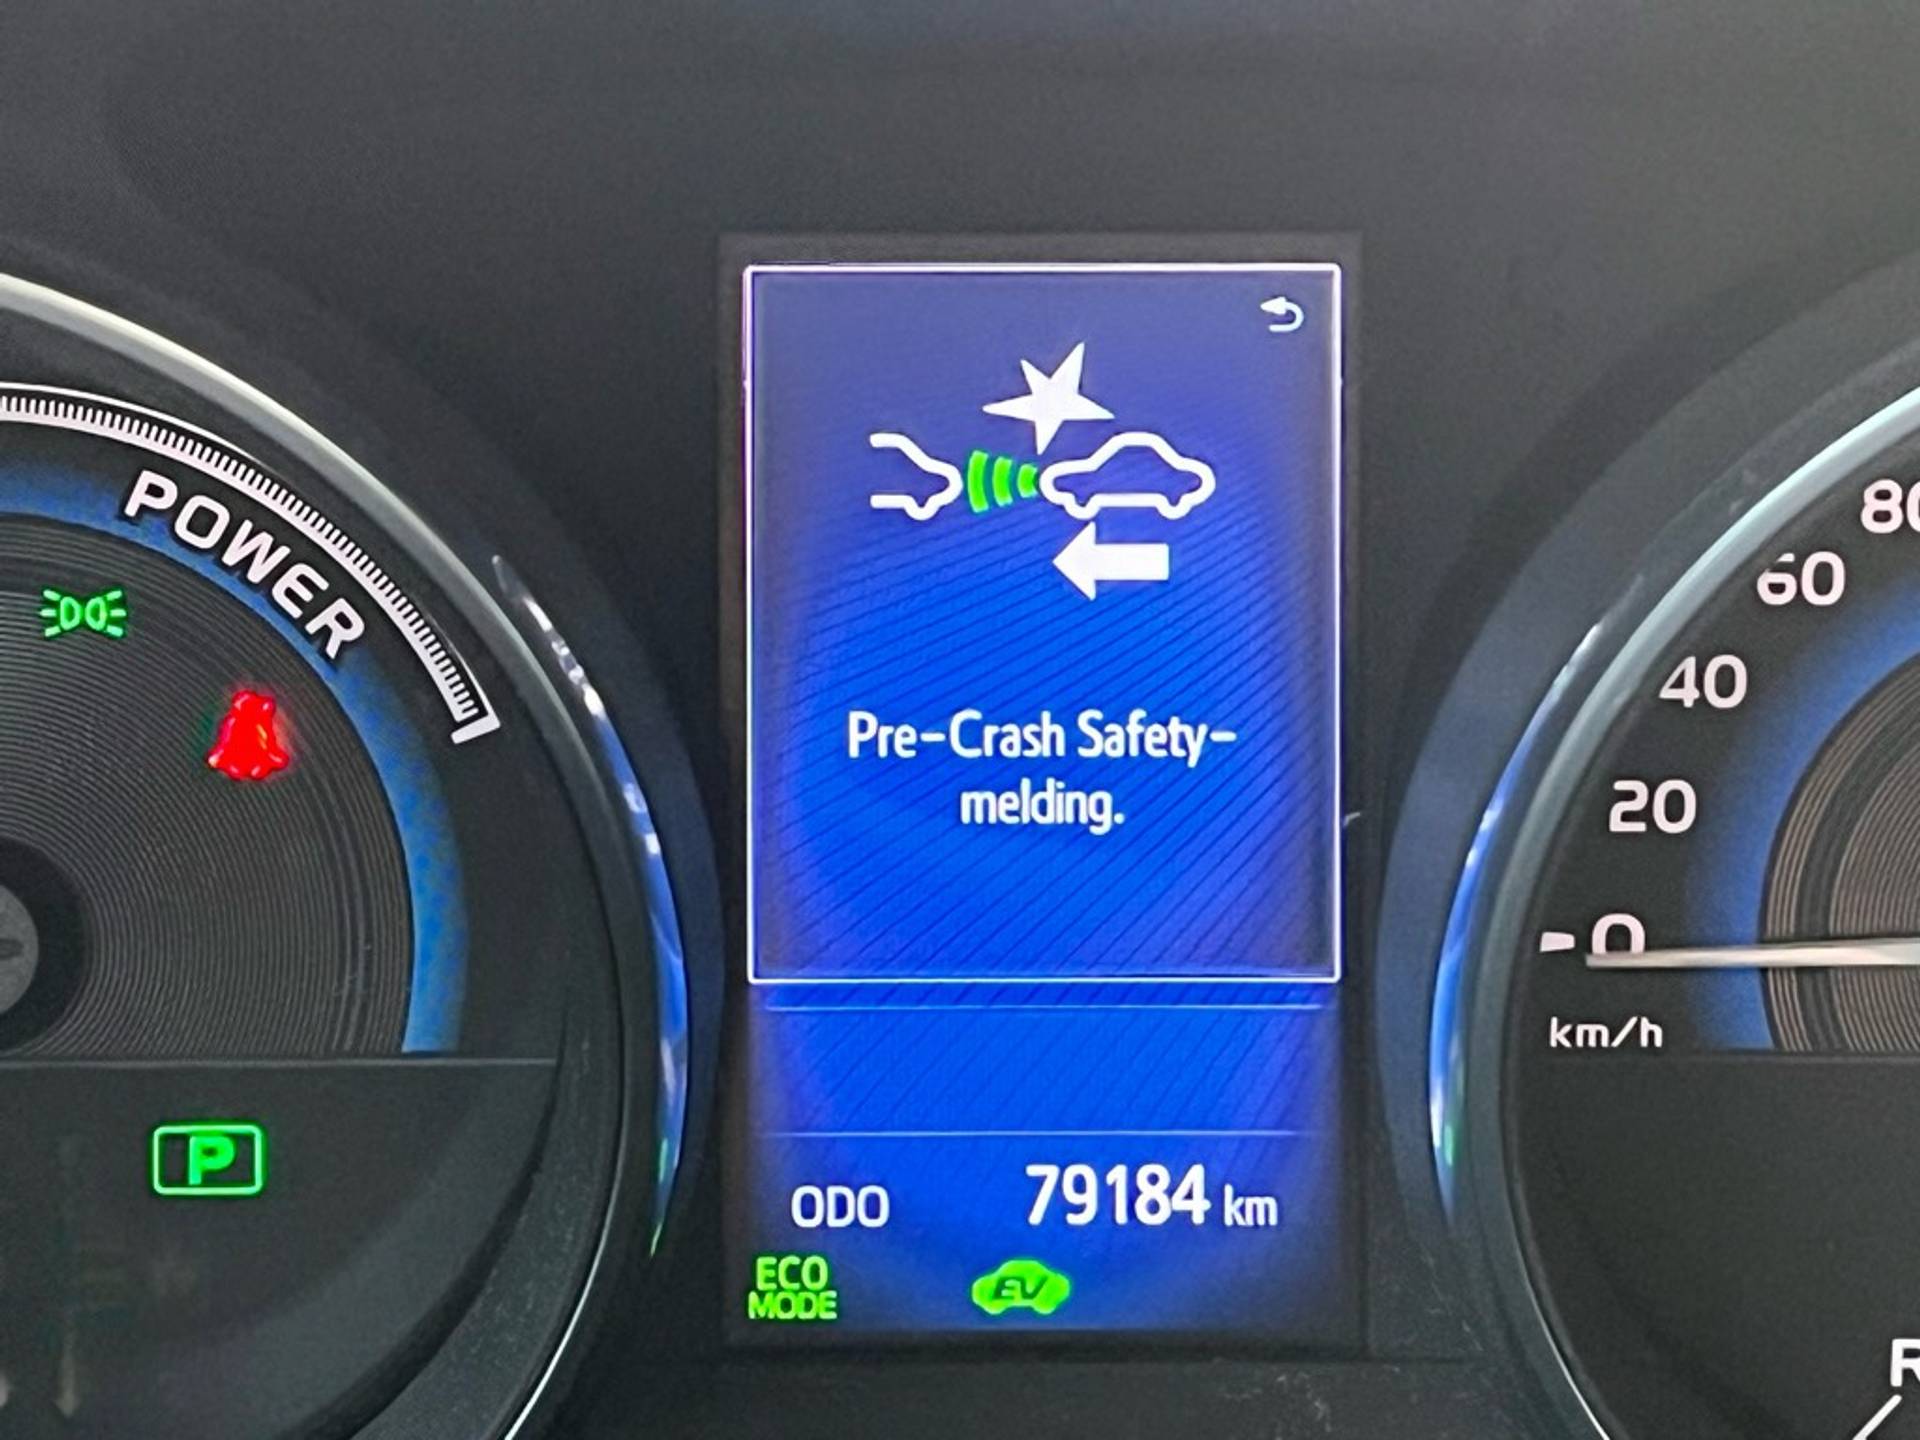 POWER
Pre-Crash Safety-
melding.
80
60
40
20
0
km/h
P
ODO 79184 km
ECO
MODE
EV
R